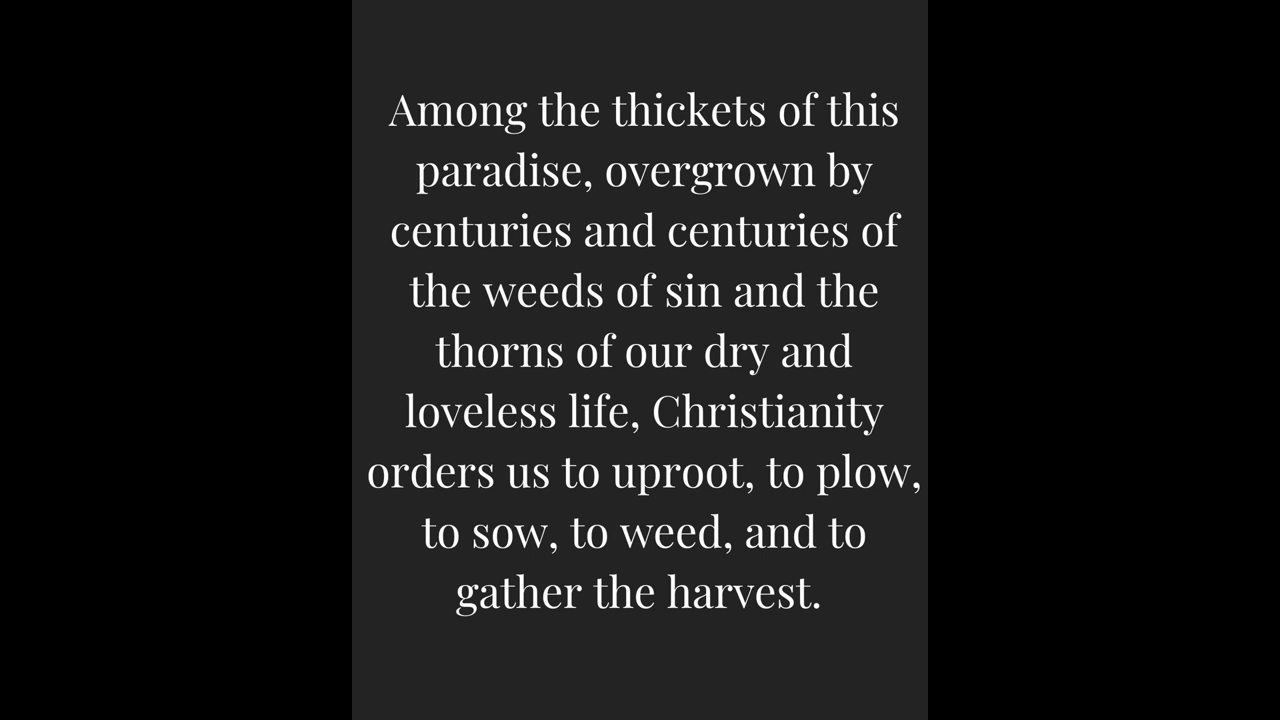 Among the thickets of this
paradise, overgrown by
centuries and centuries of
the weeds of sin and the
thorns of our dry and
loveless life, Christianity
orders us to uproot, to plow,
to sow, to weed, and to
gather the harvest.